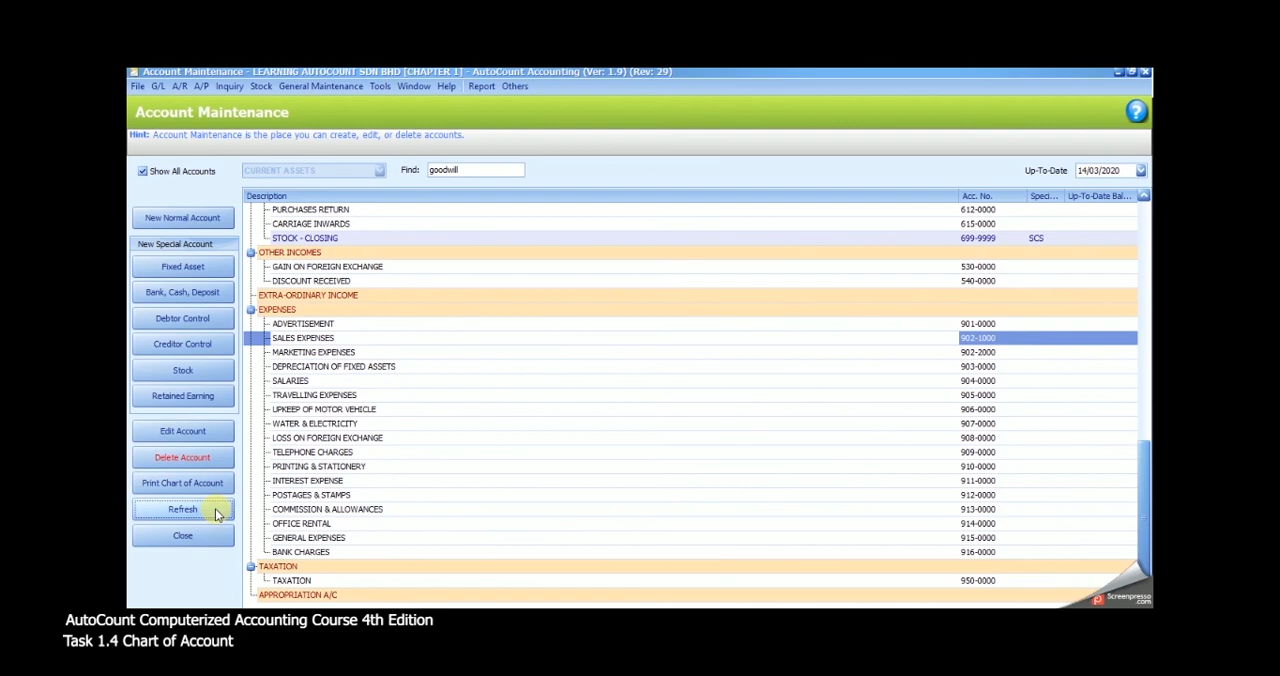 Account Maintenance - LEARNING AUTOCOUNT SDN BHD [CHAPTER 1] - AutoCount Accounting (Ver: 1.9) (Rev: 29)
File G/L A/R A/P Inquiry Stock General Maintenance Tools Window Help Report Others
Account Maintenance
Hint: Account Maintenance is the place you can create, edit, or delete accounts.
Show All Accounts CURRENT ASSETS Find: goodwill Up-To-Date 14/03/2020
New Normal Account
New Special Account
Fixed Asset
Bank, Cash, Deposit
Debtor Control
Creditor Control
Stock
Retained Earning
Edit Account
Delete Account
Print Chart of Account
Refresh
Close
Description Acc. No. Speci... Up-To-Date Bal...
PURCHASES RETURN 612-0000
CARRIAGE INWARDS 615-0000
STOCK - CLOSING 699-9999 SCS
OTHER INCOMES
GAIN ON FOREIGN EXCHANGE 530-0000
DISCOUNT RECEIVED 540-0000
EXTRA-ORDINARY INCOME
EXPENSES
ADVERTISEMENT 901-0000
SALES EXPENSES 902-1000
MARKETING EXPENSES 902-2000
DEPRECIATION OF FIXED ASSETS 903-0000
SALARIES 904-0000
TRAVELLING EXPENSES 905-0000
UPKEEP OF MOTOR VEHICLE 906-0000
WATER & ELECTRICITY 907-0000
LOSS ON FOREIGN EXCHANGE 908-0000
TELEPHONE CHARGES 909-0000
PRINTING & STATIONERY 910-0000
INTEREST EXPENSE 911-0000
POSTAGES & STAMPS 912-0000
COMMISSION & ALLOWANCES 913-0000
OFFICE RENTAL 914-0000
GENERAL EXPENSES 915-0000
BANK CHARGES 916-0000
TAXATION
TAXATION 950-0000
APPROPRIATION A/C
Screenpresso
.com
AutoCount Computerized Accounting Course 4th Edition
Task 1.4 Chart of Account